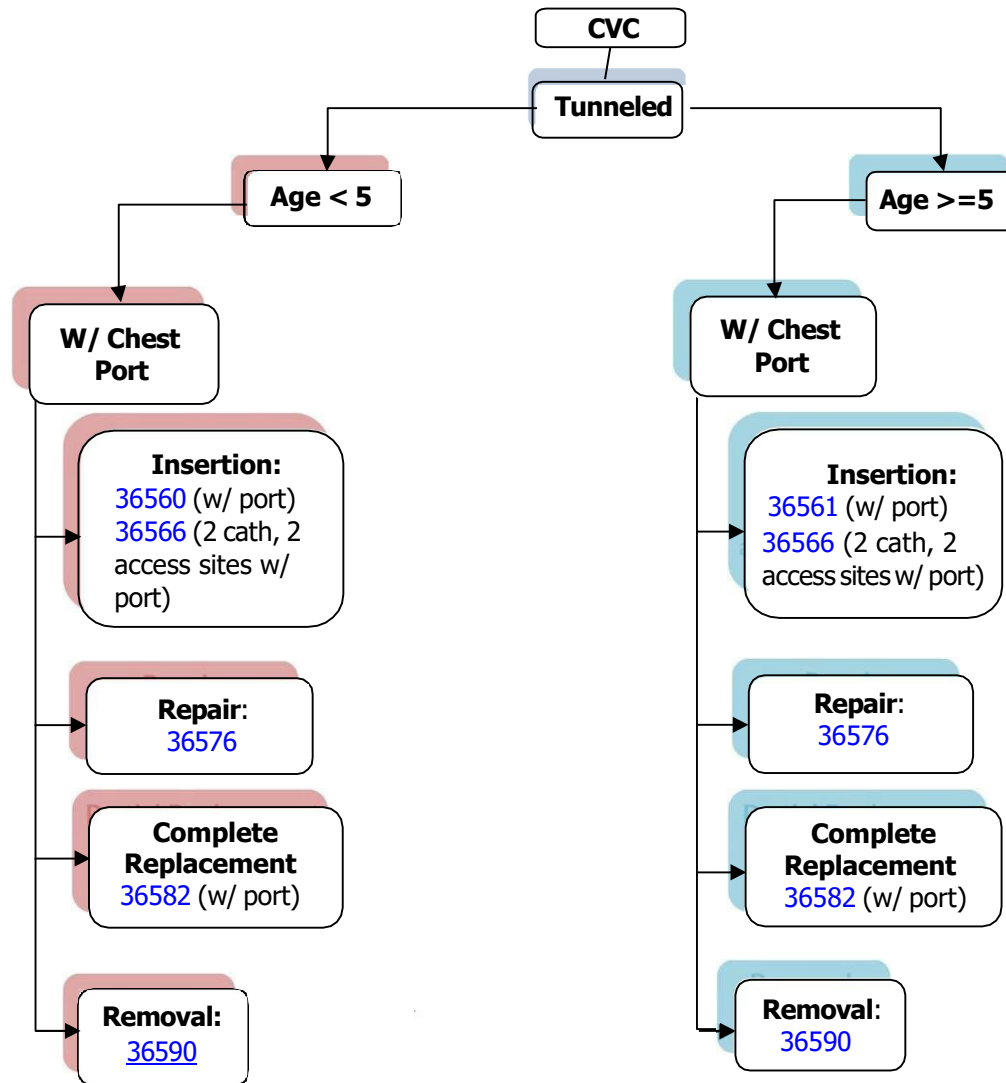 CVC
Tunneled
Age < 5
Age >=5
W/ Chest
Port
Insertion:
36560 (w/ port)
36566 (2 cath, 2
access sites w/
port)
Repair:
36576
Complete
Replacement
36582 (w/ port)
Removal:
36590
W/ Chest
Port
Insertion:
36561 (w/ port)
36566 (2 cath, 2
access sites w/ port)
Repair:
36576
Complete
Replacement
36582 (w/ port)
Removal:
36590